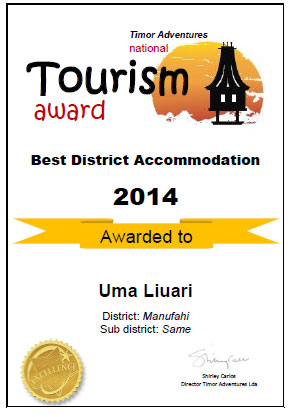 Timor Adventures
national
Tourism
award
Best District Accommodation
2014
Awarded to
Uma Liuari
District: Manufahi
Sub district: Same
EXCELLENCE
Shirley Carlos
Director Timor Adventures Lda